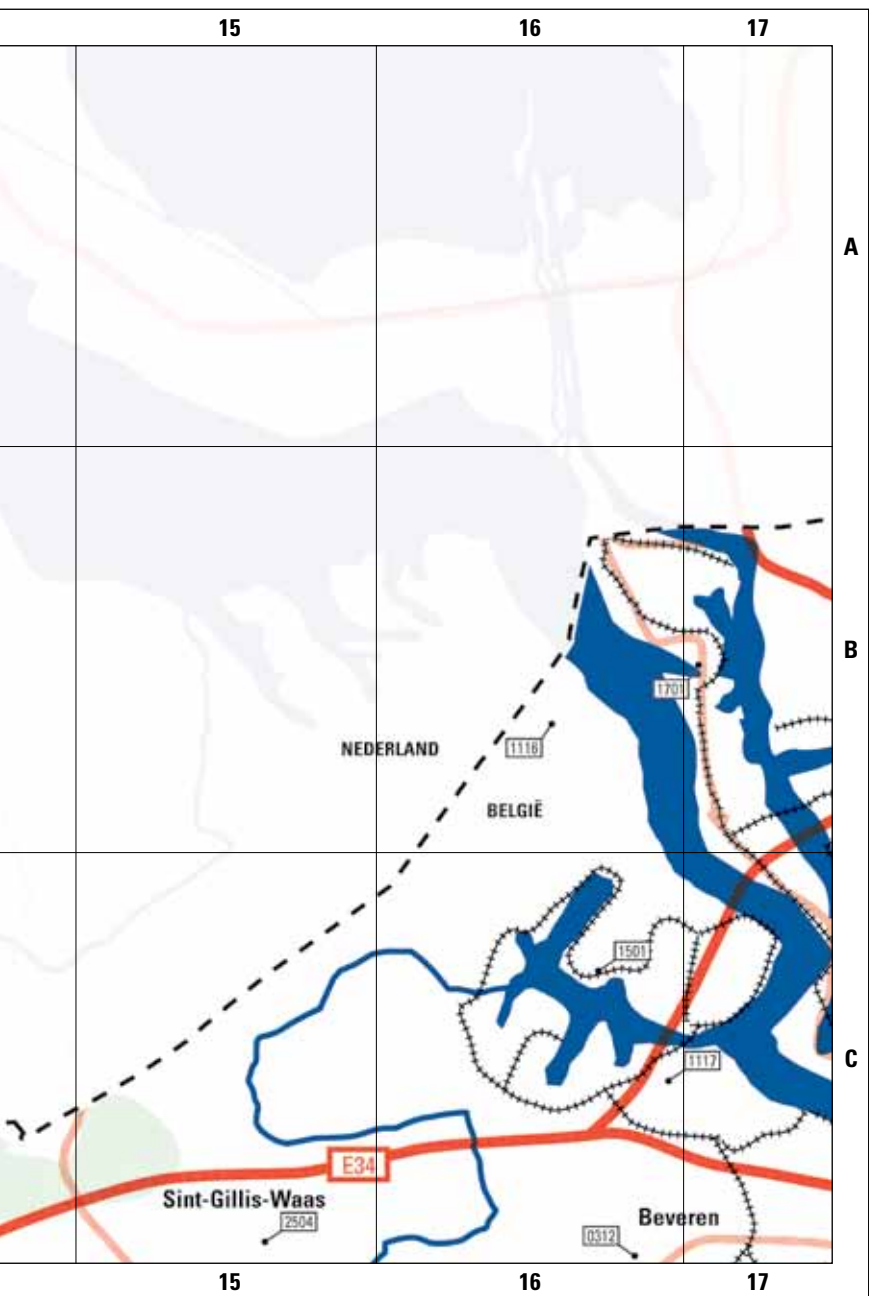 15 16 17
A
B
1701
NEDERLAND
1116
BELGIË
1501
C
1117
E34
Sint-Gillis-Waas
2504
Beveren
0312
15 16 17